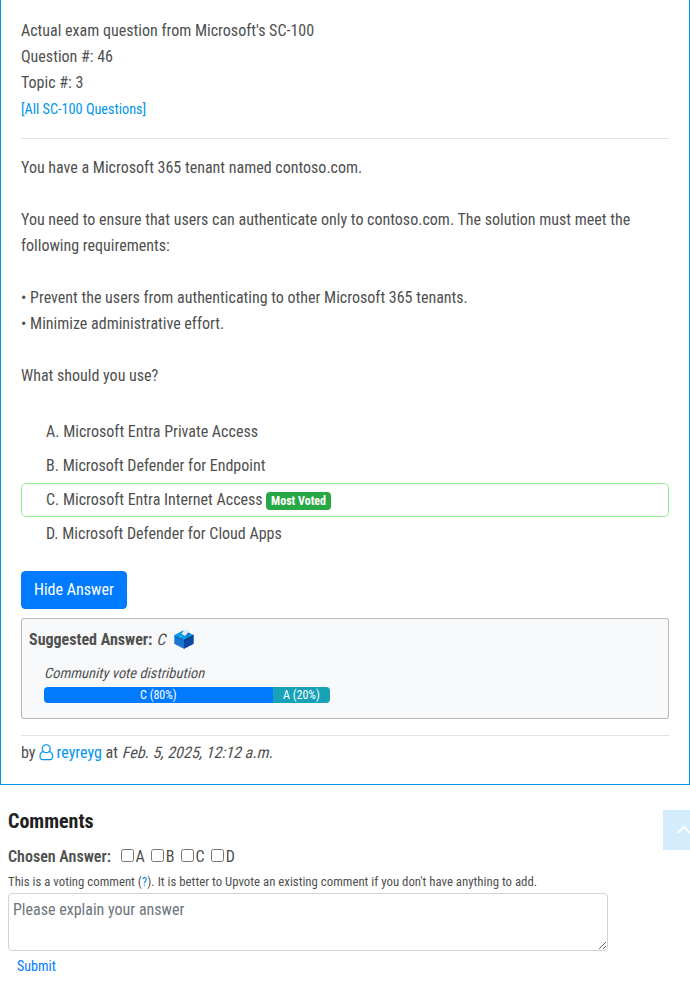 Actual exam question from Microsoft's SC-100
Question #: 46
Topic #: 3
[All SC-100 Questions]
You have a Microsoft 365 tenant named contoso.com.
You need to ensure that users can authenticate only to contoso.com. The solution must meet the
following requirements:
• Prevent the users from authenticating to other Microsoft 365 tenants.
• Minimize administrative effort.
What should you use?
A. Microsoft Entra Private Access
B. Microsoft Defender for Endpoint
C. Microsoft Entra Internet Access Most Voted
D. Microsoft Defender for Cloud Apps
Hide Answer
Suggested Answer: C
Community vote distribution
C (80%) A (20%)
by reyreyg at Feb. 5, 2025, 12:12 a.m.
Comments
Chosen Answer: A B C D
This is a voting comment (?). It is better to Upvote an existing comment if you don't have anything to add.
Please explain your answer
Submit